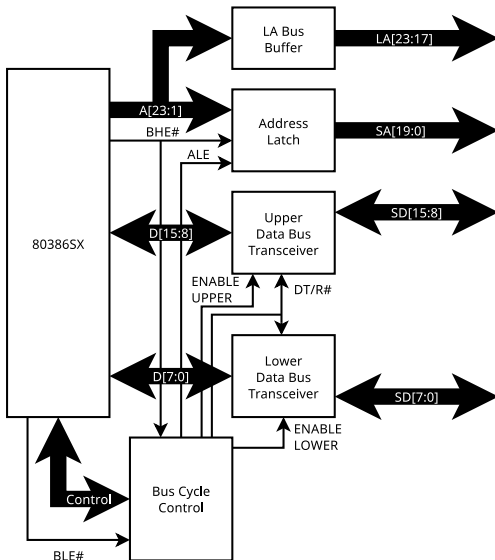 LA Bus
Buffer
LA[23:17]
A[23:1]
BHE#
Address
Latch
SA[19:0]
ALE
80386SX
D[15:8]
Upper
Data Bus
Transceiver
SD[15:8]
ENABLE
UPPER
DT/R#
D[7:0]
Lower
Data Bus
Transceiver
SD[7:0]
ENABLE
LOWER
Control
Bus Cycle
Control
BLE#